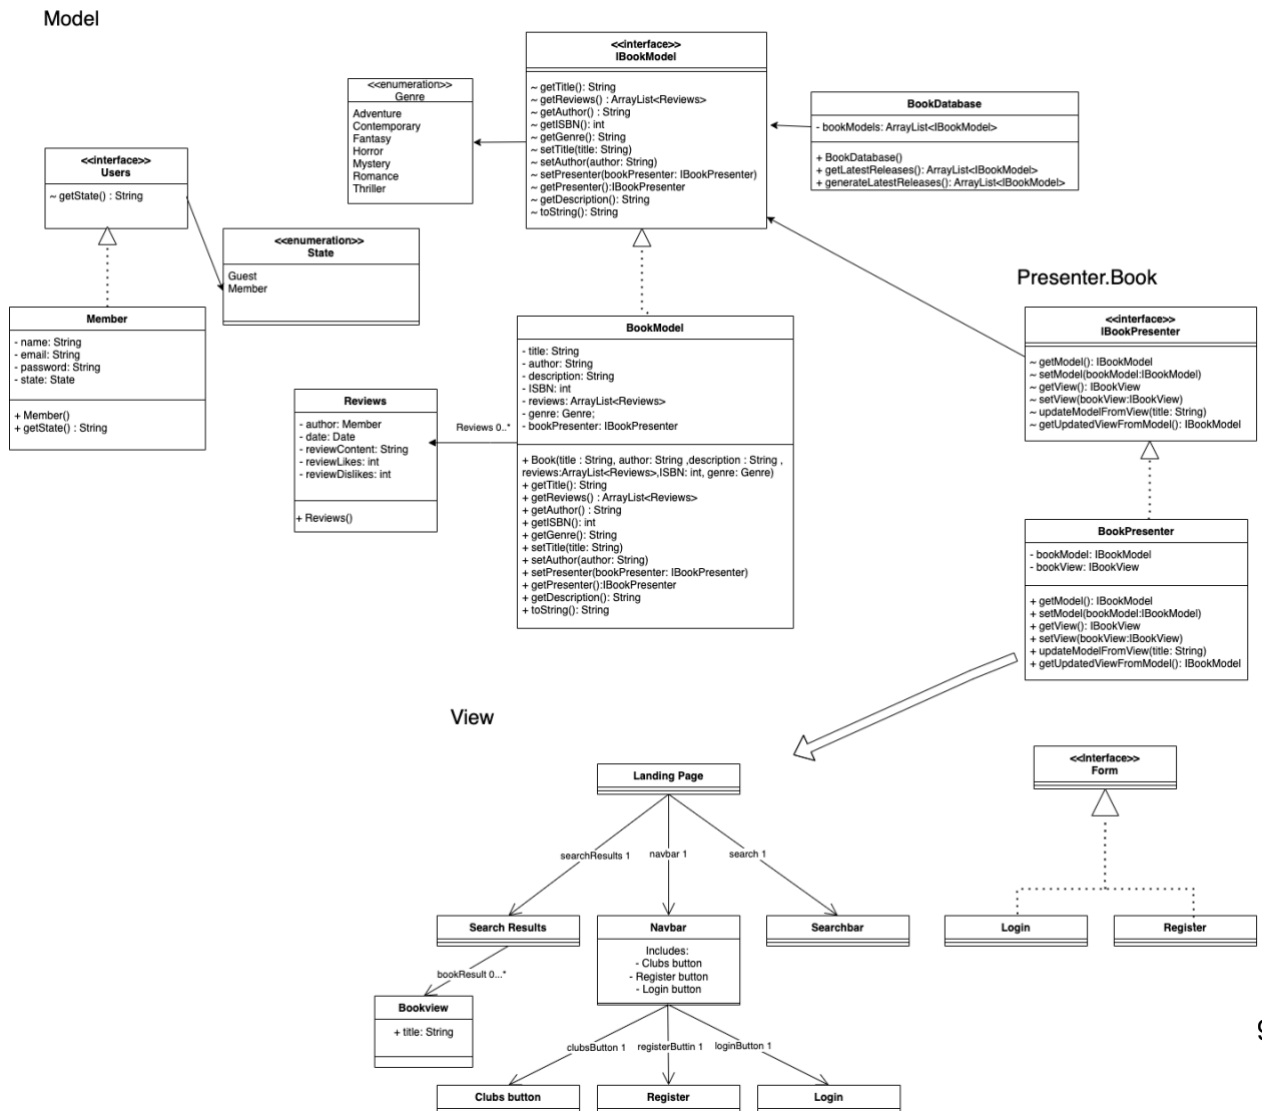 Model
<<interface>>
IBookModel
~ getTitle(): String
~ getReviews() : ArrayList<Reviews>
~ getAuthor() : String
~ getISBN(): int
~ getGenre(): String
~ setTitle(title: String)
~ setAuthor(author: String)
~ setPresenter(bookPresenter: IBookPresenter)
~ getPresenter():IBookPresenter
~ getDescription(): String
~ toString(): String
<<enumeration>>
Genre
Adventure
Contemporary
Fantasy
Horror
Mystery
Romance
Thriller
BookDatabase
- bookModels: ArrayList<IBookModel>
+ BookDatabase()
+ getLatestReleases(): ArrayList<IBookModel>
+ generateLatestReleases(): ArrayList<IBookModel>
<<interface>>
Users
~ getState() : String
<<enumeration>>
State
Guest
Member
Member
- name: String
- email: String
- password: String
- state: State
+ Member()
+ getState() : String
Reviews
- author: Member
- date: Date
- reviewContent: String
- reviewLikes: int
- reviewDislikes: int
+ Reviews()
Reviews 0..*
BookModel
- title: String
- author: String
- description: String
- ISBN: int
- reviews: ArrayList<Reviews>
- genre: Genre;
- bookPresenter: IBookPresenter
+ Book(title : String, author: String ,description : String ,
reviews:ArrayList<Reviews>,ISBN: int, genre: Genre)
+ getTitle(): String
+ getReviews() : ArrayList<Reviews>
+ getAuthor() : String
+ getISBN(): int
+ getGenre(): String
+ setTitle(title: String)
+ setAuthor(author: String)
+ setPresenter(bookPresenter: IBookPresenter)
+ getPresenter():IBookPresenter
+ getDescription(): String
+ toString(): String
Presenter.Book
<<interface>>
IBookPresenter
~ getModel(): IBookModel
~ setModel(bookModel:IBookModel)
~ getView(): IBookView
~ setView(bookView:IBookView)
~ updateModelFromView(title: String)
~ getUpdatedViewFromModel(): IBookModel
BookPresenter
- bookModel: IBookModel
- bookView: IBookView
+ getModel(): IBookModel
+ setModel(bookModel:IBookModel)
+ getView(): IBookView
+ setView(bookView:IBookView)
+ updateModelFromView(title: String)
+ getUpdatedViewFromModel(): IBookModel
View
Landing Page
searchResults 1
navbar 1
search 1
Search Results
Navbar
Includes:
- Clubs button
- Register button
- Login button
Searchbar
bookResult 0...*
Bookview
+ title: String
clubsButton 1
registerButtin 1
loginButton 1
Clubs button
Register
Login
<<Interface>>
Form
Login
Register